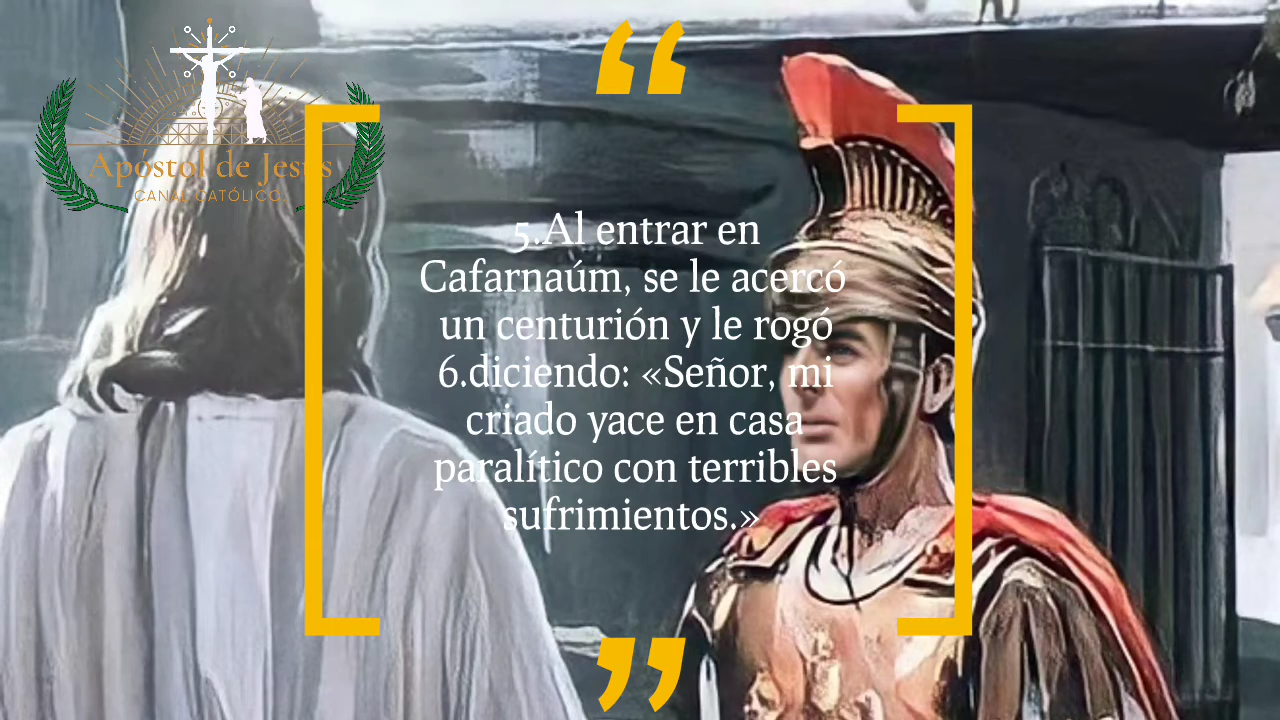 Apóstol de Jesús
CANAL CATÓLICO
“
5.Al entrar en
Cafarnaúm, se le acercó
un centurión y le rogó
6.diciendo: «Señor, mi
criado yace en casa
paralítico con terribles
sufrimientos.»
”